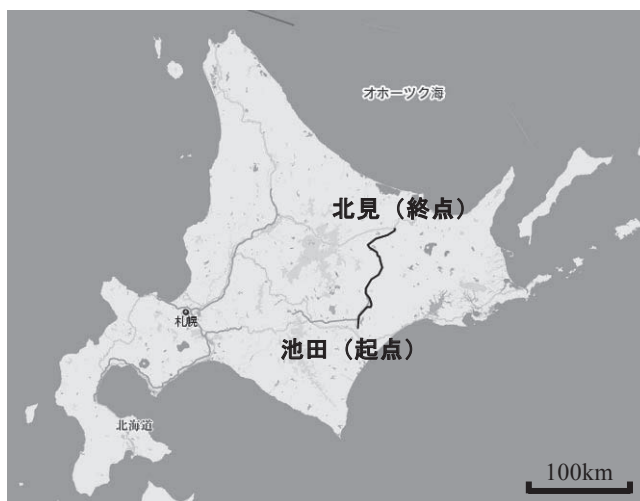 オホーツク海
北見（終点）
札幌
池田（起点）
北海道
100km